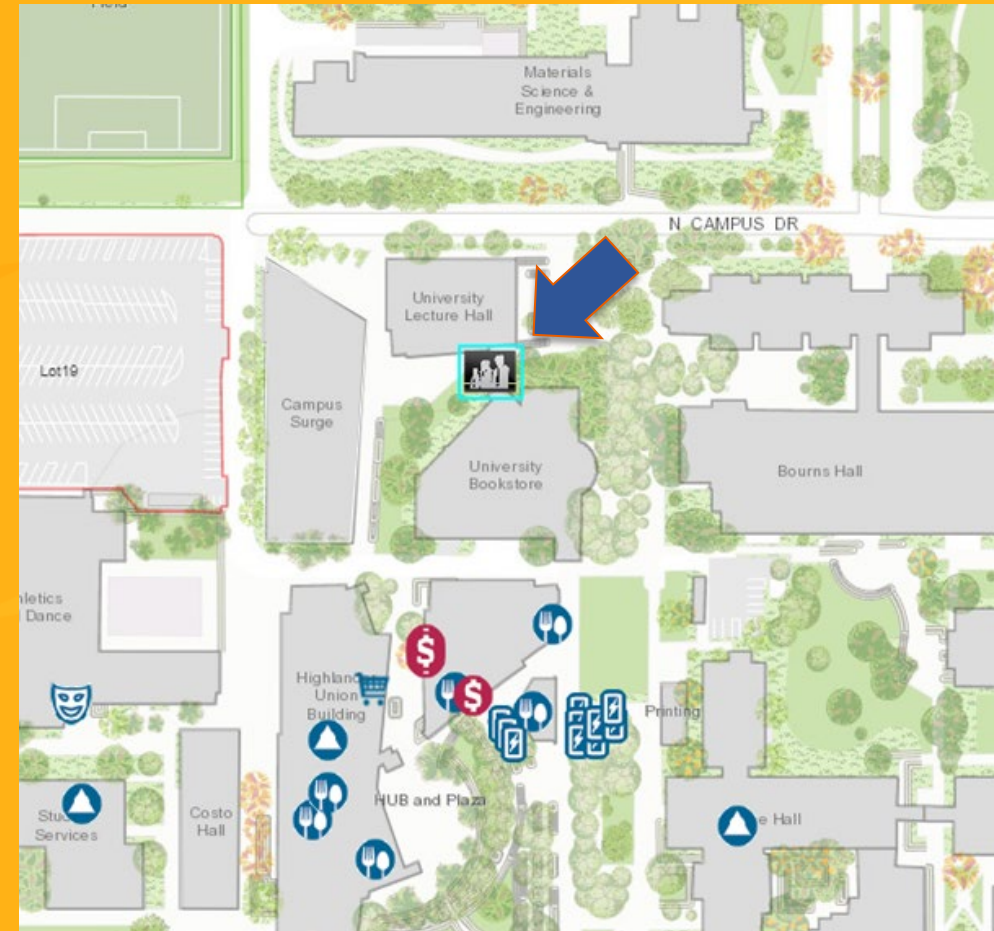 Materials
Science &
Engineering
N CAMPUS DR
University
Lecture Hall
Lot19
Campus
Surge
University
Bookstore
Bourns Hall
Dance
Highland
Union
Building
$
$
Printing
HUB and Plaza
Services
Costo
Hall
Hall